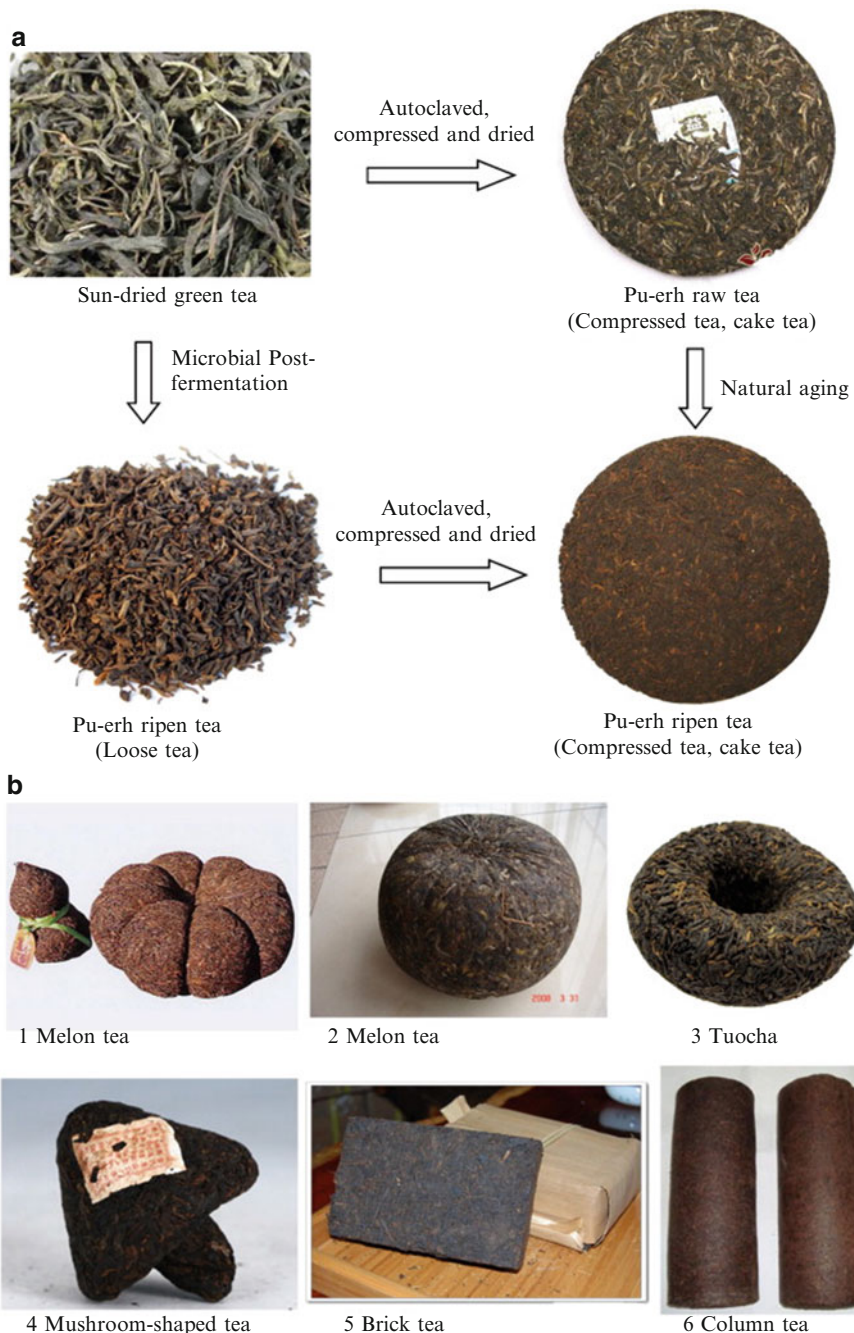 a
Autoclaved,
compressed and dried
Sun-dried green tea
Pu-erh raw tea
(Compressed tea, cake tea)
Microbial Post-
fermentation
Natural aging
Autoclaved,
compressed and dried
Pu-erh ripen tea
(Loose tea)
Pu-erh ripen tea
(Compressed tea, cake tea)
b
2008 3 31
1 Melon tea
2 Melon tea
3 Tuocha
4 Mushroom-shaped tea
5 Brick tea
6 Column tea